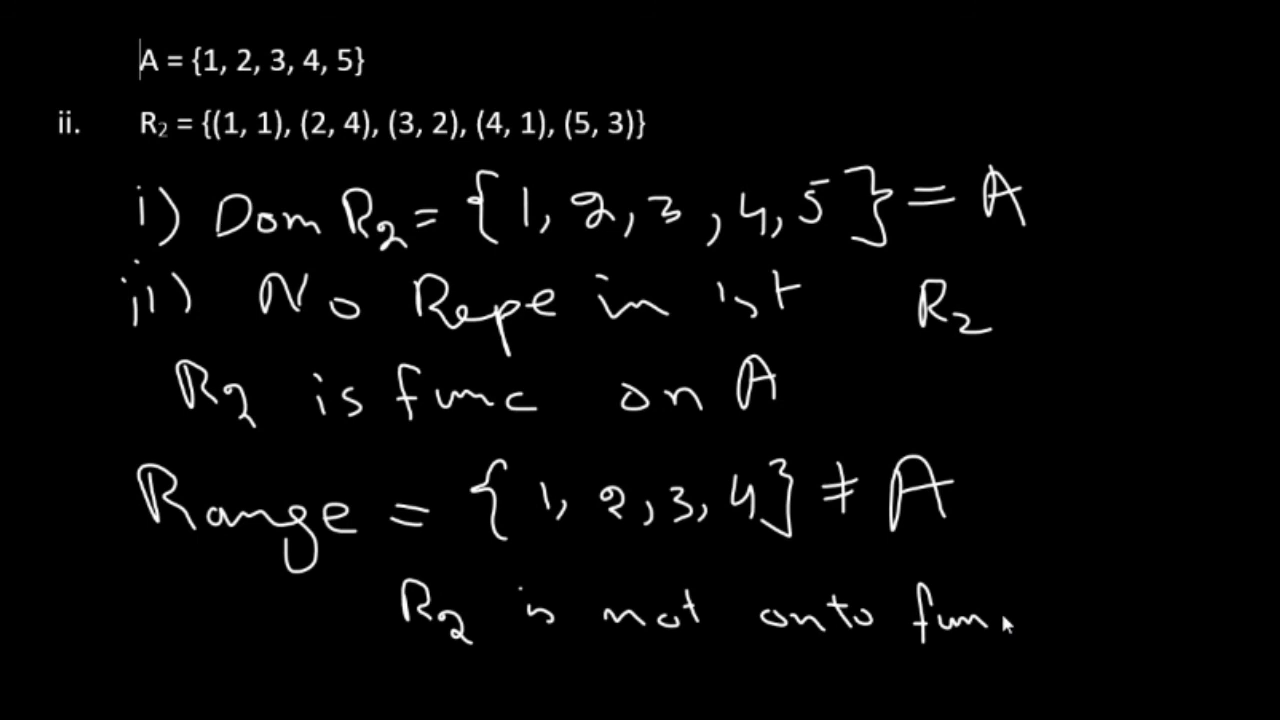 A = {1, 2, 3, 4, 5}
ii. R₂ = {(1, 1), (2, 4), (3, 2), (4, 1), (5, 3)}
i) Dom R₂ = {1, 2, 3, 4, 5} = A
ii) No Repe in 1st R₂
R₂ is func on A
Range = {1, 2, 3, 4} ≠ A
R₂ is not onto fun